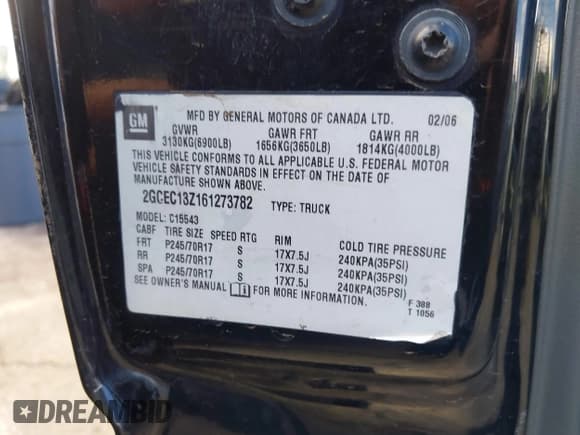 GM
MFD BY GENERAL MOTORS OF CANADA LTD. 02/06
GVWR GAWR FRT GAWR RR
3130KG(6900LB) 1656KG(3650LB) 1814KG(4000LB)
THIS VEHICLE CONFORMS TO ALL APPLICABLE U.S. FEDERAL MOTOR
VEHICLE SAFETY STANDARDS IN EFFECT ON THE DATE OF
MANUFACTURE SHOWN ABOVE.
2GCEC13Z161273782 TYPE: TRUCK
MODEL: C15543
CABF TIRE SIZE SPEED RTG RIM COLD TIRE PRESSURE
FRT P245/70R17 S 17X7.5J 240KPA(35PSI)
RR P245/70R17 S 17X7.5J 240KPA(35PSI)
SPA P245/70R17 S 17X7.5J 240KPA(35PSI)
SEE OWNER'S MANUAL FOR MORE INFORMATION.
F 388
T 1056
DREAMBID